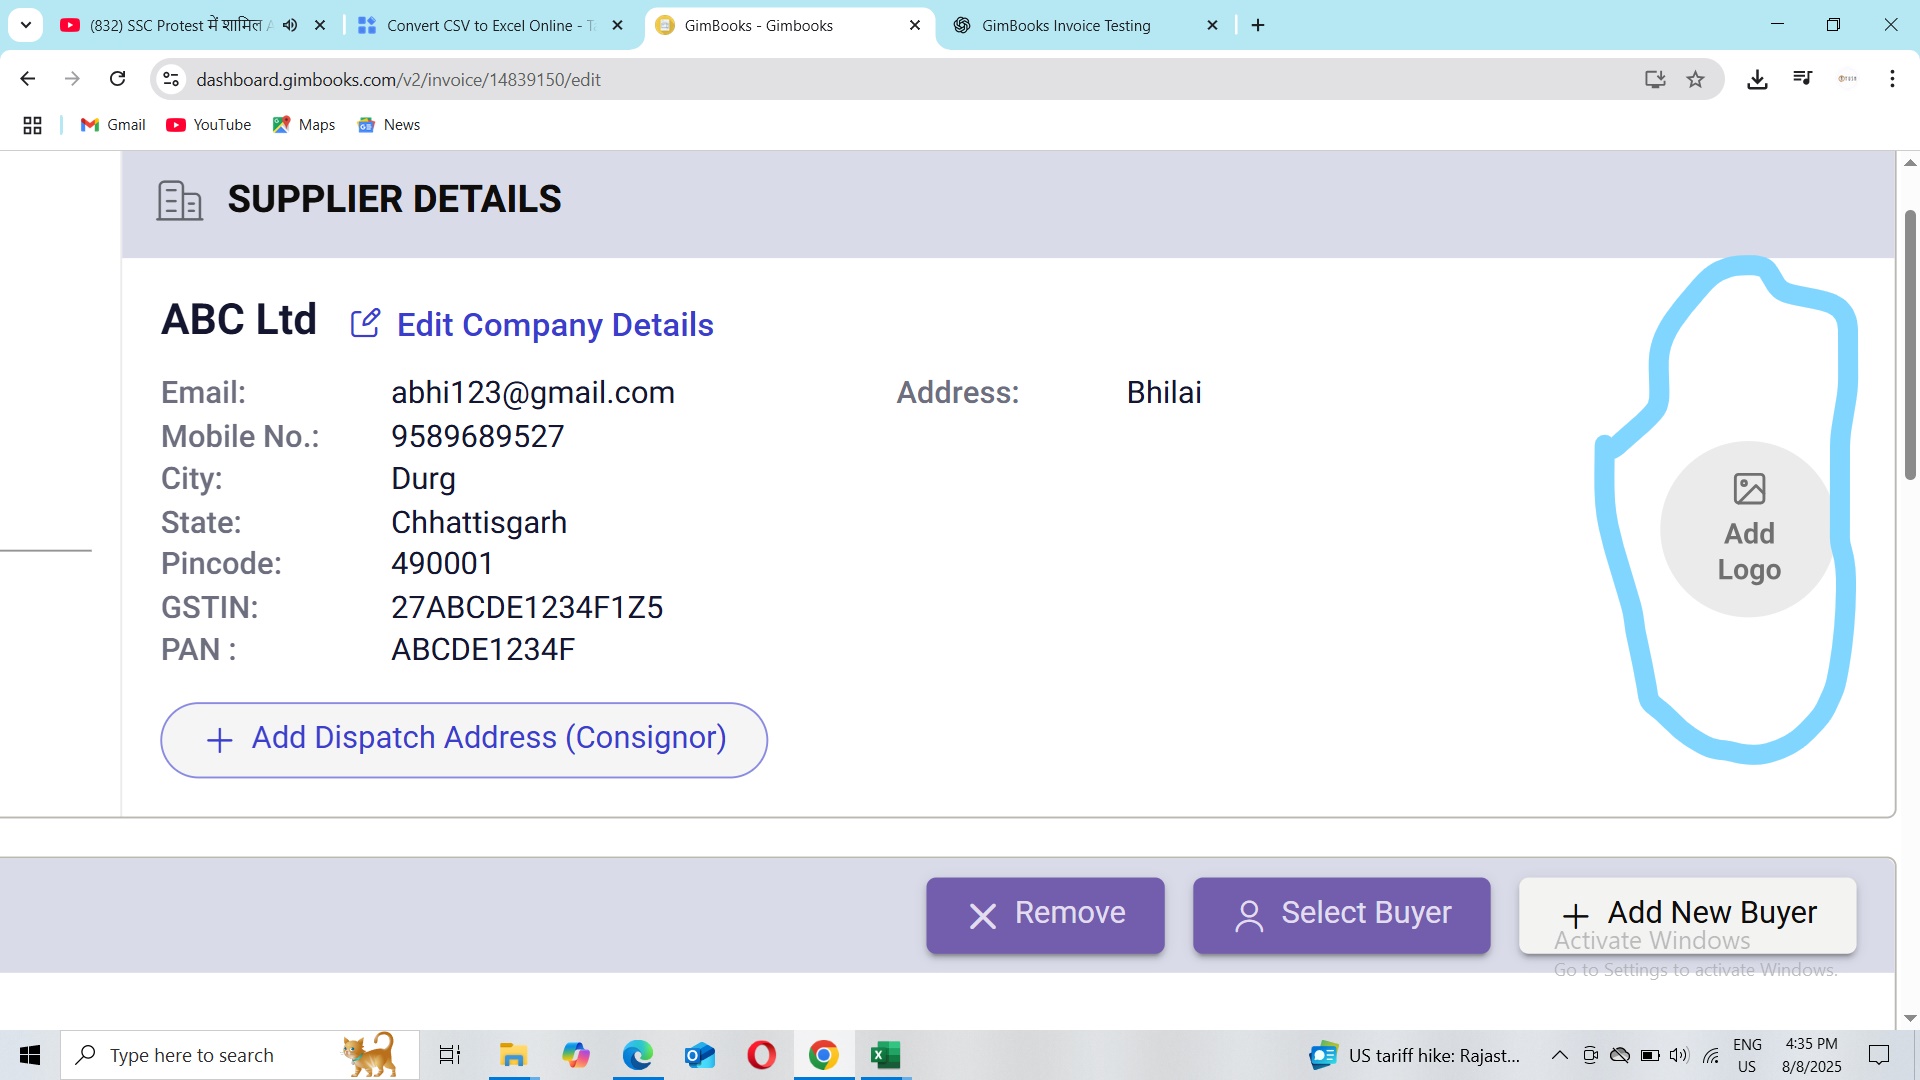 (832) SSC Protest में शामिल
Convert CSV to Excel Online -
GimBooks - Gimbooks
GimBooks Invoice Testing
dashboard.gimbooks.com/v2/invoice/14839150/edit
Gmail
YouTube
Maps
News
SUPPLIER DETAILS
ABC Ltd
Edit Company Details
Email: abhi123@gmail.com
Address: Bhilai
Mobile No.: 9589689527
City: Durg
State: Chhattisgarh
Pincode: 490001
GSTIN: 27ABCDE1234F1Z5
PAN : ABCDE1234F
Add
Logo
+ Add Dispatch Address (Consignor)
Remove
Select Buyer
+ Add New Buyer
Activate Windows
Go to Settings to activate Windows.
Type here to search
US tariff hike: Rajast...
ENG
US
4:35 PM
8/8/2025